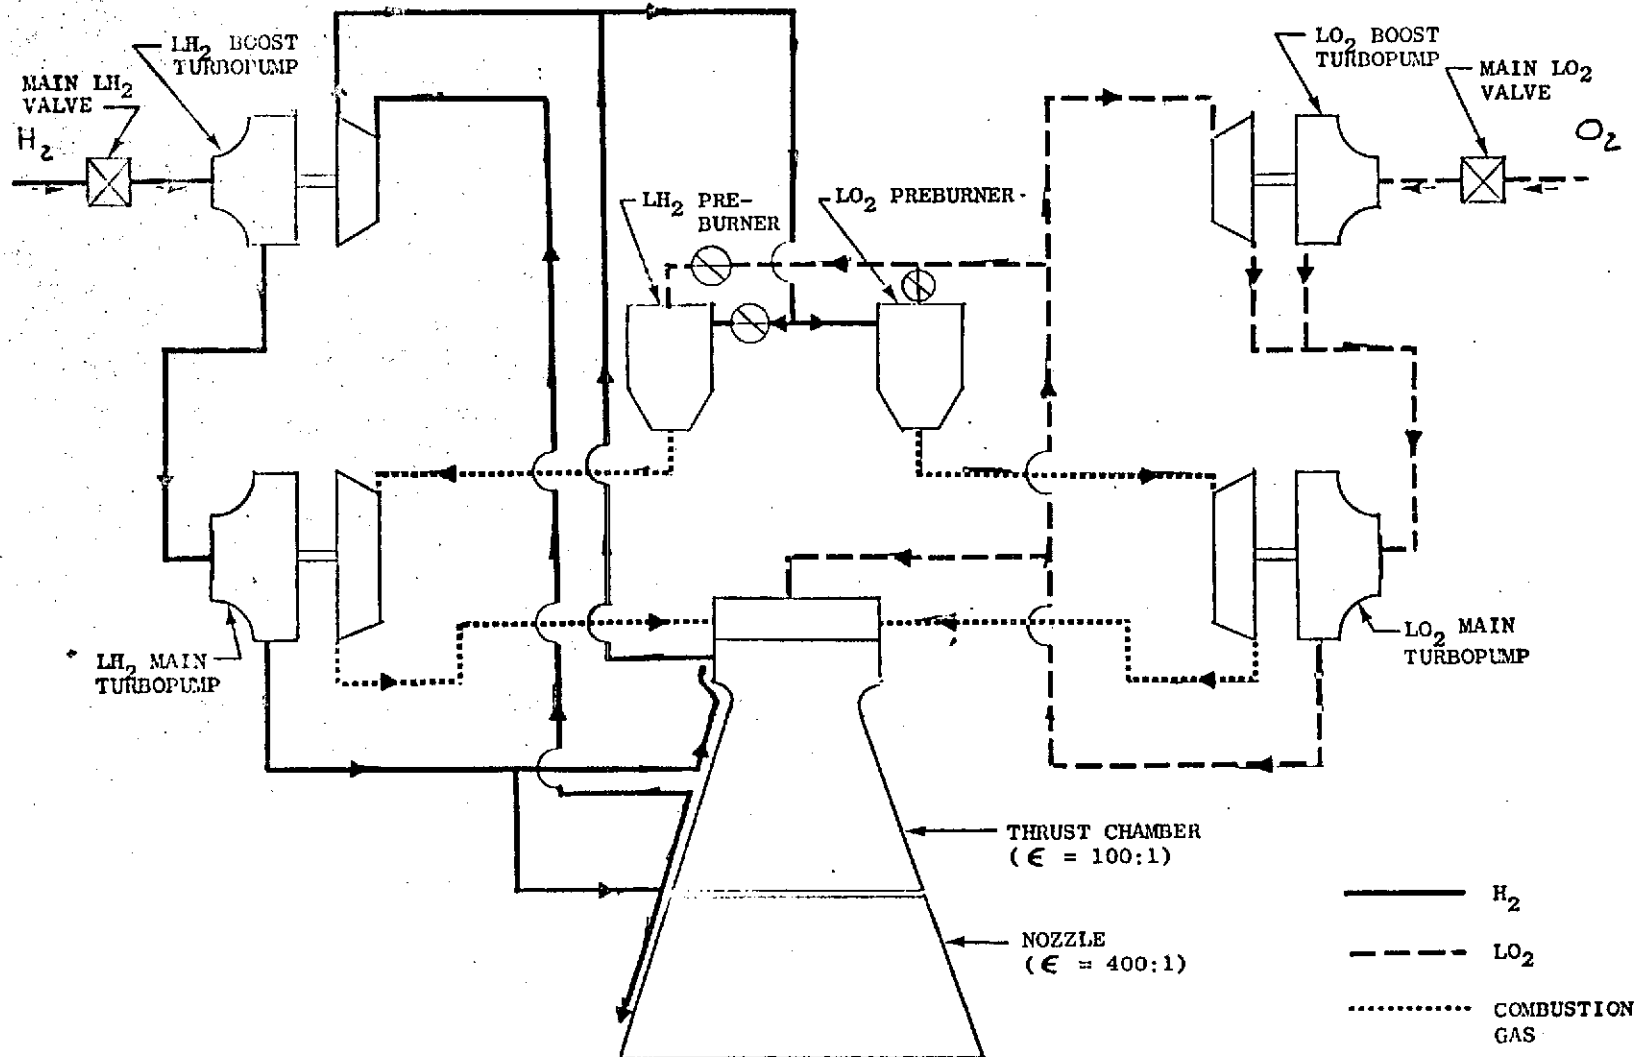 LH₂ BOOST
TURBOPUMP
MAIN LH₂
VALVE
H₂
LO₂ BOOST
TURBOPUMP
MAIN LO₂
VALVE
O₂
LH₂ PRE-
BURNER
LO₂ PREBURNER
LH₂ MAIN
TURBOPUMP
LO₂ MAIN
TURBOPUMP
THRUST CHAMBER
(ϵ = 100:1)
NOZZLE
(ϵ = 400:1)
H₂
LO₂
COMBUSTION
GAS